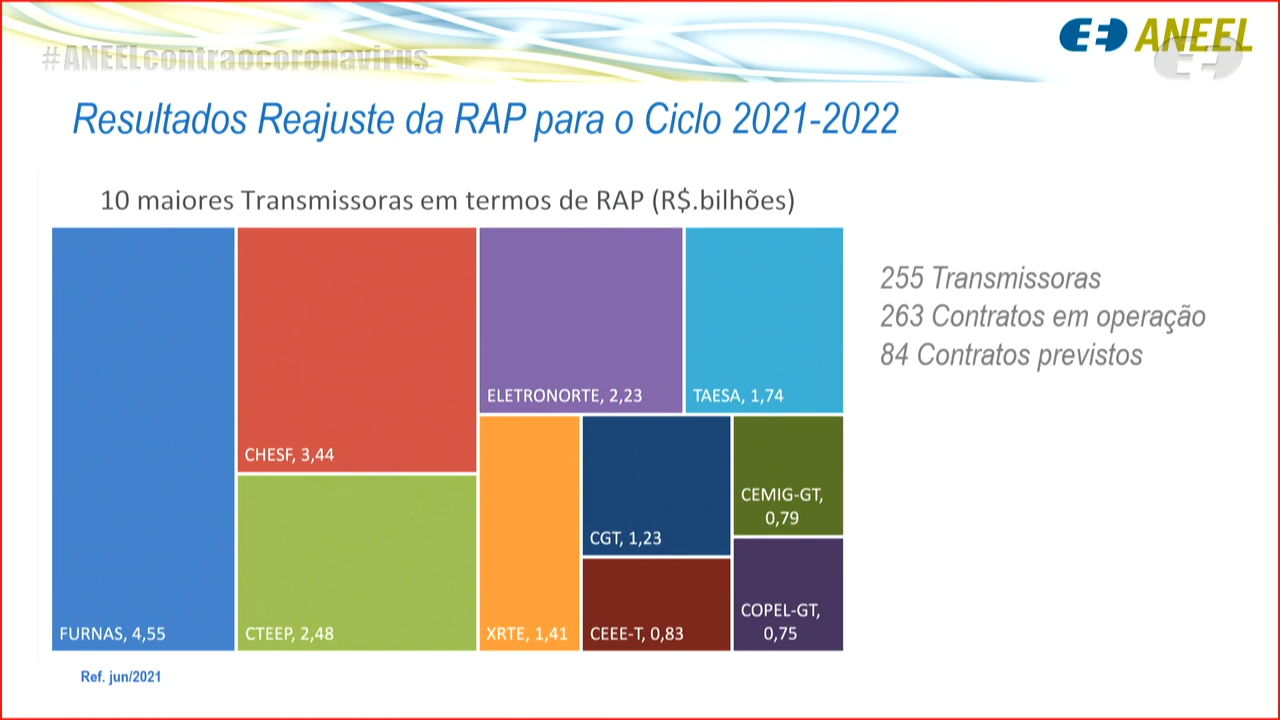 #ANEELcontraocoronavirus
ANEEL
Resultados Reajuste da RAP para o Ciclo 2021-2022
10 maiores Transmissoras em termos de RAP (R$.bilhões)
255 Transmissoras
263 Contratos em operação
84 Contratos previstos
ELETRONORTE, 2,23
TAESA, 1,74
CHESF, 3,44
CEMIG-GT,
0,79
CGT, 1,23
COPEL-GT,
0,75
FURNAS, 4,55
CTEEP, 2,48
XRTE, 1,41
CEEE-T, 0,83
Ref. jun/2021